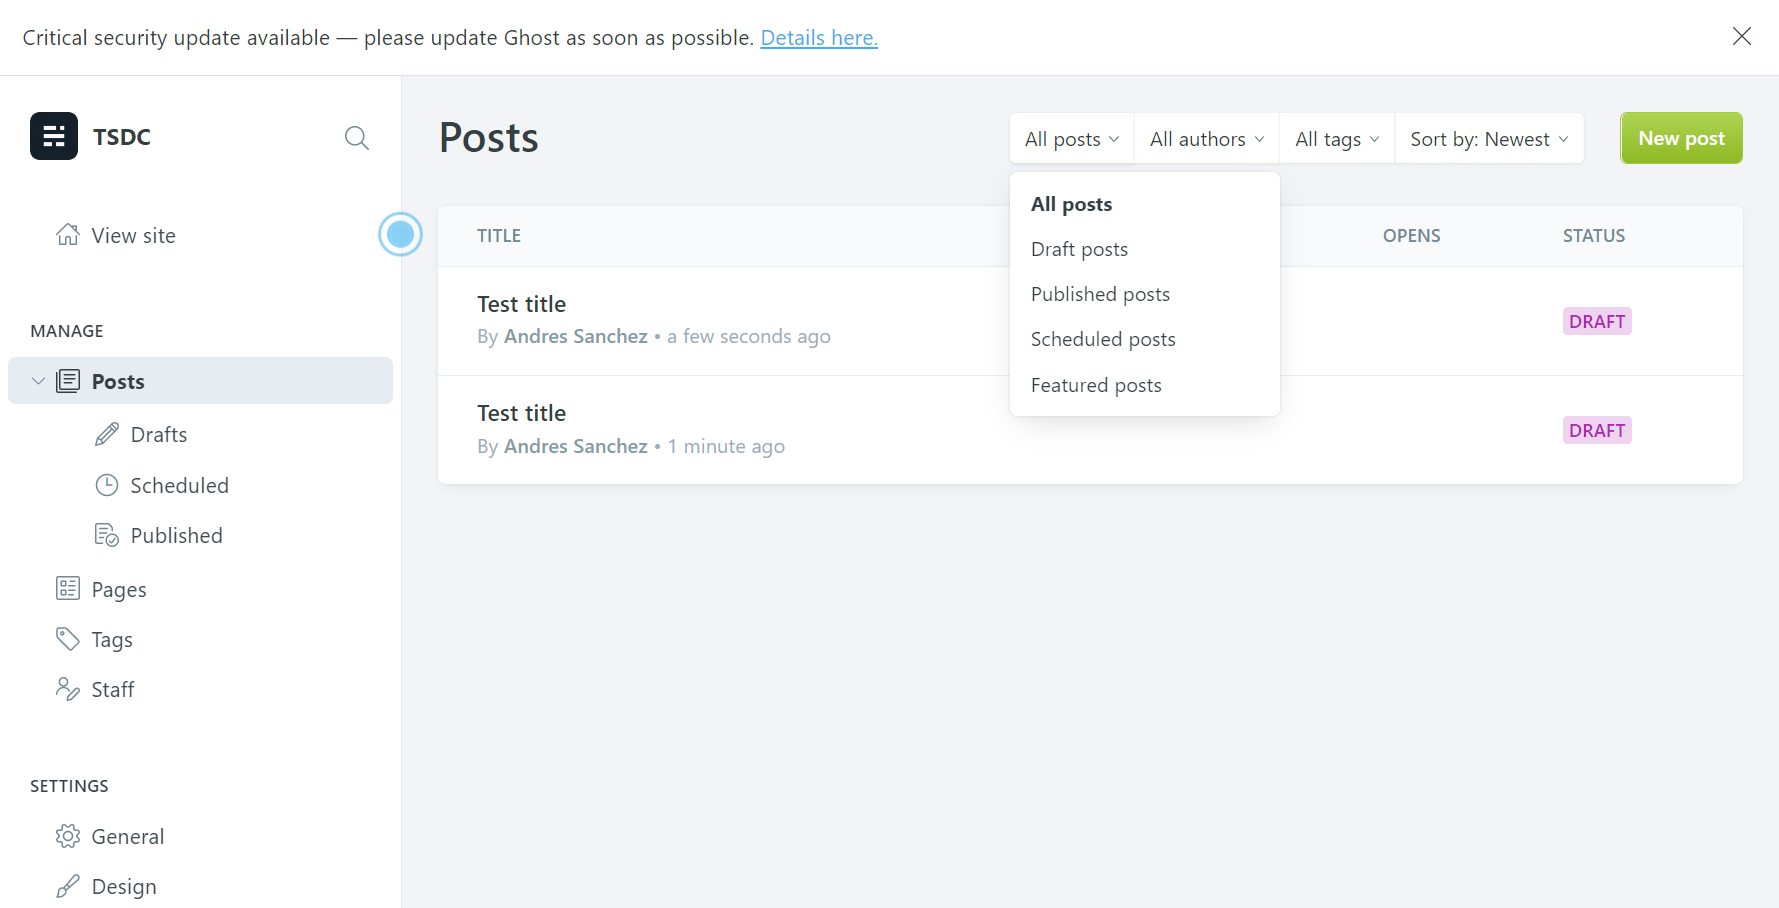 Critical security update available — please update Ghost as soon as possible. Details here.
TSDC
View site
MANAGE
Posts
Drafts
Scheduled
Published
Pages
Tags
Staff
SETTINGS
General
Design
Posts
All posts
All authors
All tags
Sort by: Newest
New post
All posts
Draft posts
Published posts
Scheduled posts
Featured posts
TITLE
OPENS
STATUS
Test title
By Andres Sanchez • a few seconds ago
DRAFT
Test title
By Andres Sanchez • 1 minute ago
DRAFT